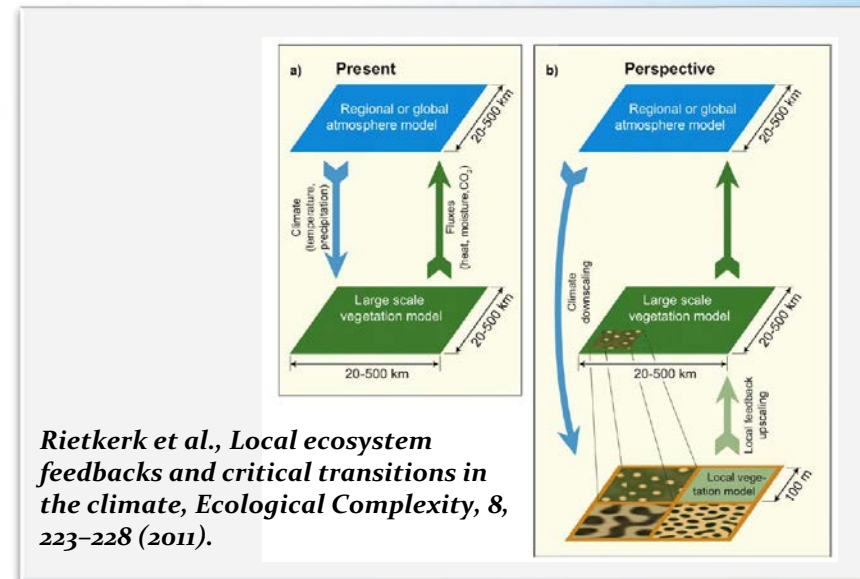 a) Present
Regional or global
atmosphere model
20-500 km
Climate
(temperature,
precipitation)
Fluxes
(heat, moisture,CO2)
Large scale
vegetation model
20-500 km
20-500 km
b) Perspective
Regional or global
atmosphere model
20-500 km
Climate
downscaling
Large scale
vegetation model
20-500 km
20-500 km
Local feedback
upscaling
Local vege-
tation model
100 m
Rietkerk et al., Local ecosystem
feedbacks and critical transitions in
the climate, Ecological Complexity, 8,
223–228 (2011).